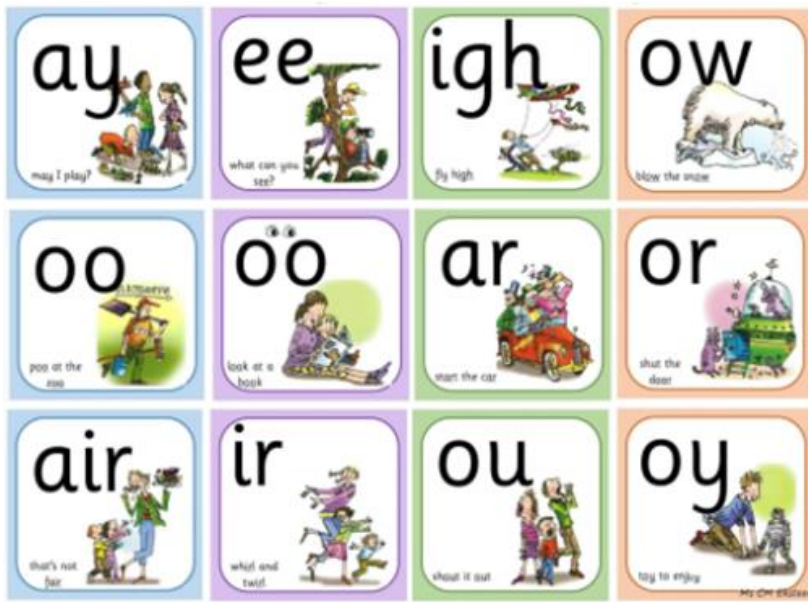 ay
may I play?
ee
what can you
see?
igh
fly high
ow
blow the snow
oo
poo at the
zoo
oo
look at a
book
ar
start the car
or
shut the
door
air
that's not
fair
ir
whirl and
twirl
ou
shout it out
oy
toy to enjoy
Ms CM